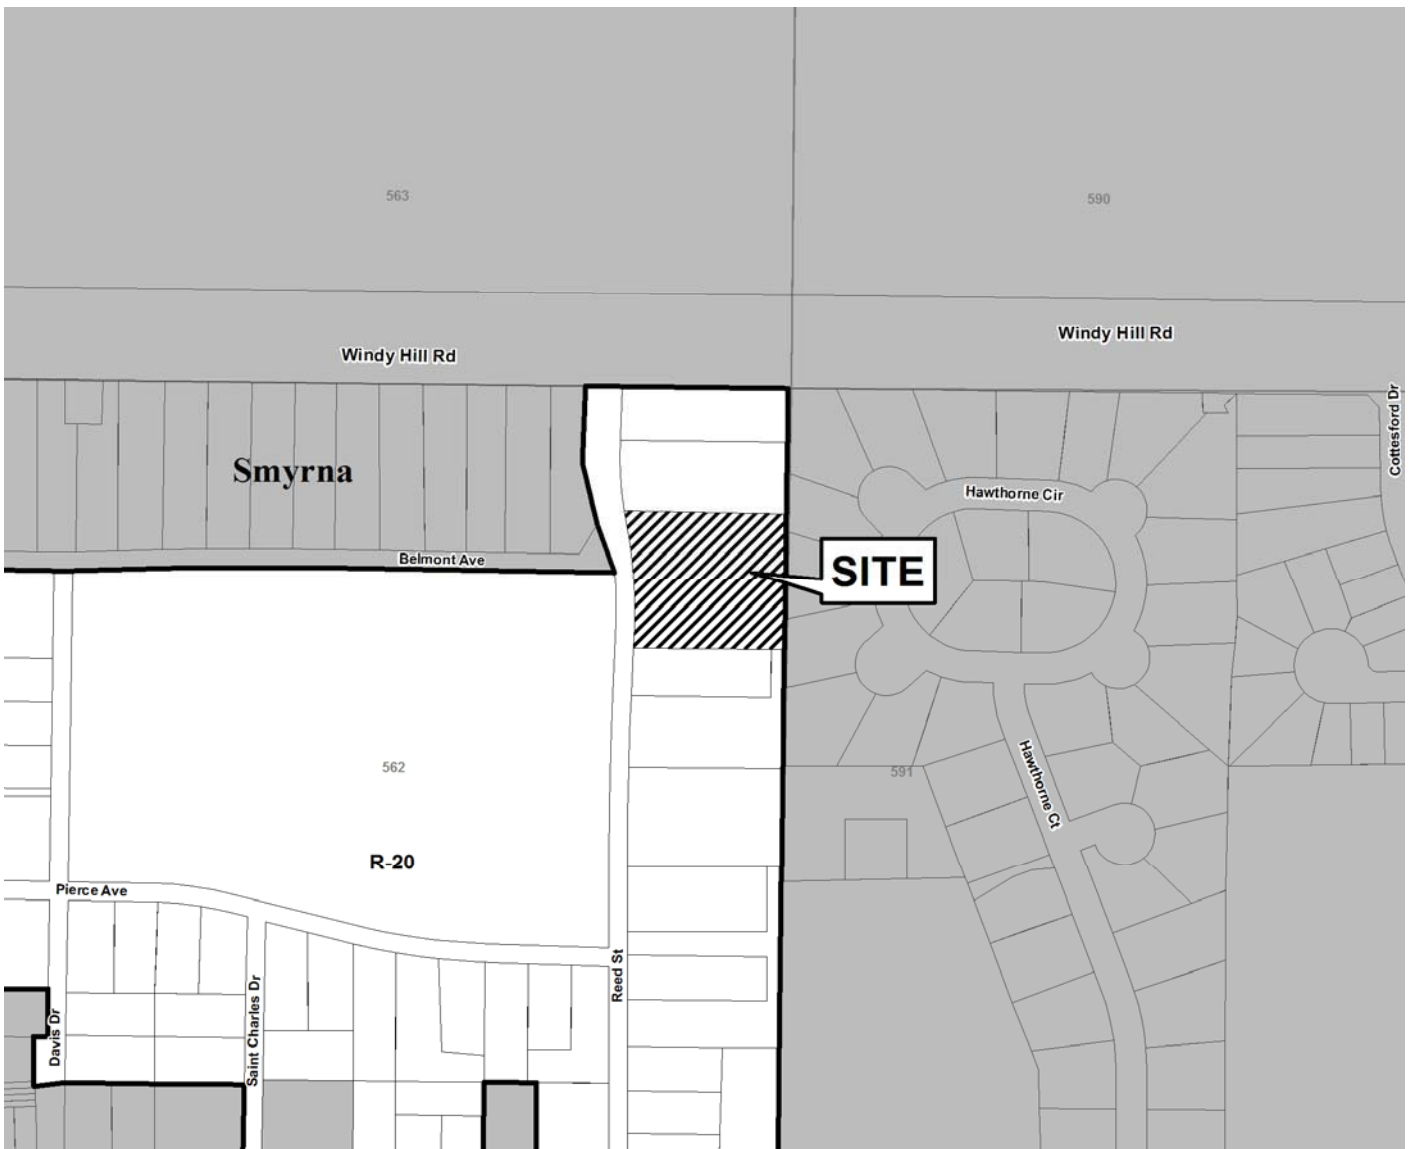 563
590
Windy Hill Rd
Windy Hill Rd
Cottesford Dr
Smyrna
Hawthorne Cir
Belmont Ave
SITE
562
591
Hawthorne Ct
R-20
Pierce Ave
Reed St
Saint Charles Dr
Davis Dr